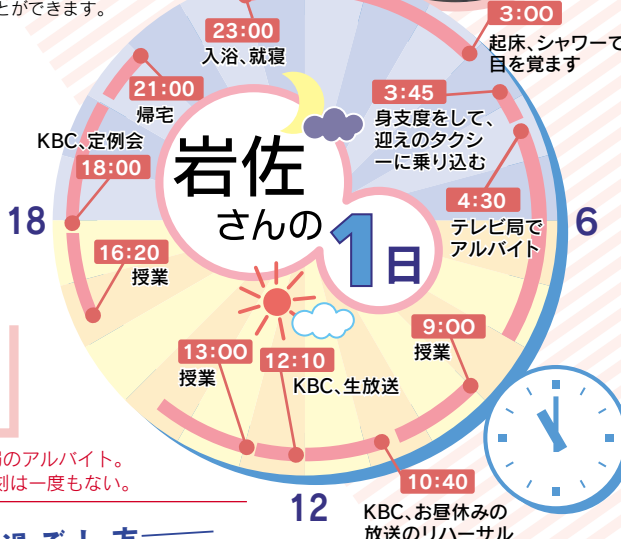 とができます。
23:00
入浴、就寝
3:00
起床、シャワーで
目を覚ます
21:00
帰宅
3:45
身支度をして、
迎えのタクシ
ーに乗り込む
KBC、定例会
18:00
岩佐
さんの
1日
4:30
テレビ局で
アルバイト
18
6
16:20
授業
9:00
授業
13:00
授業
12:10
KBC、生放送
のアルバイト。
刻は一度もない。
12
10:40
KBC、お昼休みの
放送のリハーサル